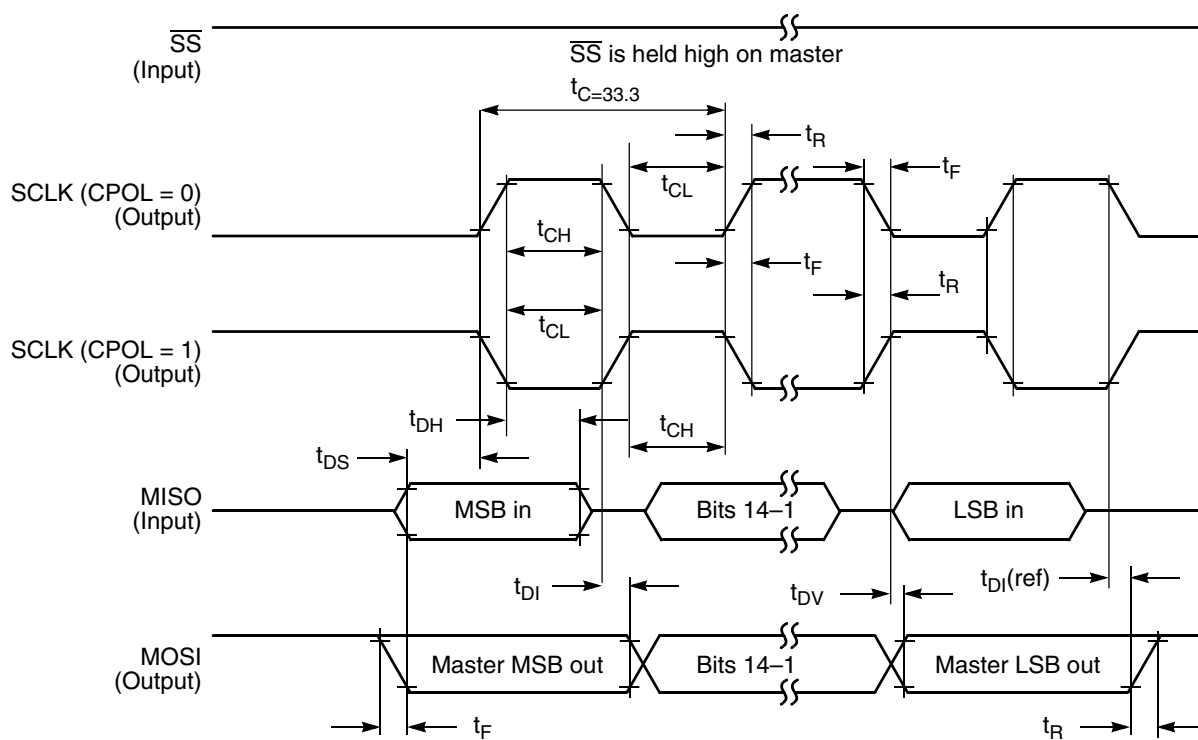 SS
(Input)
SS is held high on master
tC=33.3
tR
tCL
tF
SCLK (CPOL = 0)
(Output)
tCH
tF
tR
tCL
SCLK (CPOL = 1)
(Output)
tDH
tCH
tDS
MISO
(Input)
MSB in
Bits 14–1
LSB in
tDI
tDV
tDI(ref)
MOSI
(Output)
Master MSB out
Bits 14–1
Master LSB out
tF
tR